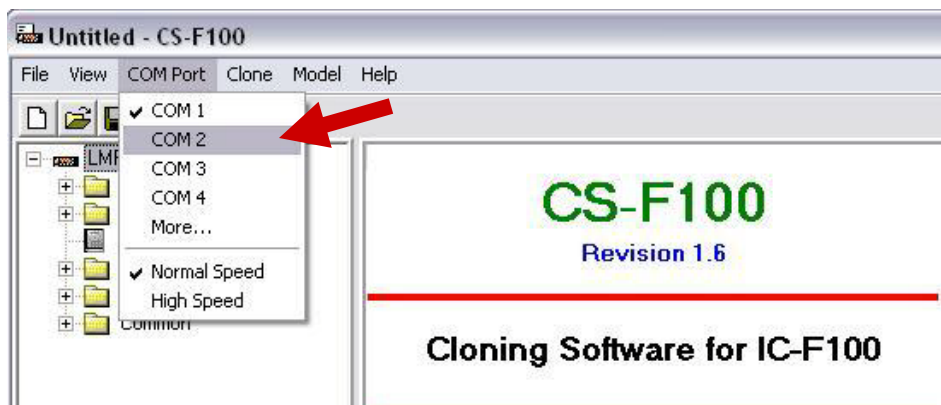 Untitled - CS-F100
File View COM Port Clone Model Help
COM 1
COM 2
COM 3
COM 4
More...
Normal Speed
High Speed
Common
CS-F100
Revision 1.6
Cloning Software for IC-F100